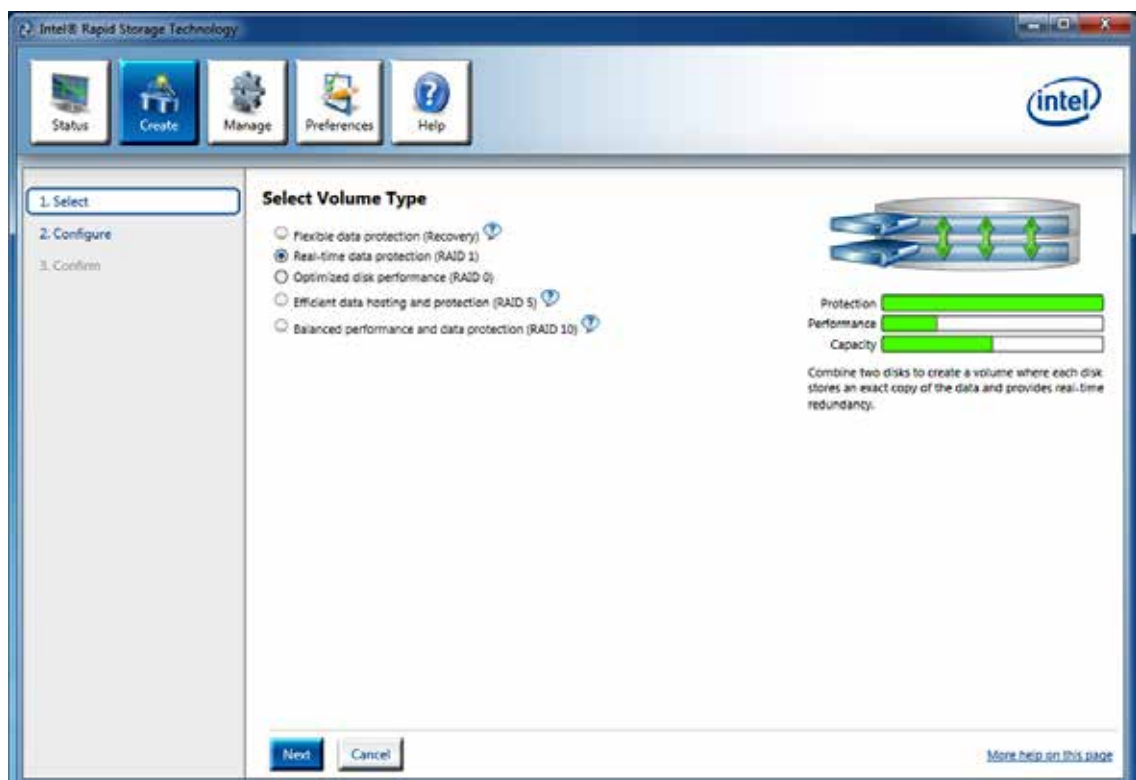 Intel® Rapid Storage Technology
Status
Create
Manage
Preferences
Help
intel
1. Select
2. Configure
3. Confirm
Select Volume Type
Flexible data protection (Recovery)
Real-time data protection (RAID 1)
Optimized disk performance (RAID 0)
Efficient data hosting and protection (RAID 5)
Balanced performance and data protection (RAID 10)
Protection
Performance
Capacity
Combine two disks to create a volume where each disk
stores an exact copy of the data and provides real-time
redundancy.
Next
Cancel
More help on this page